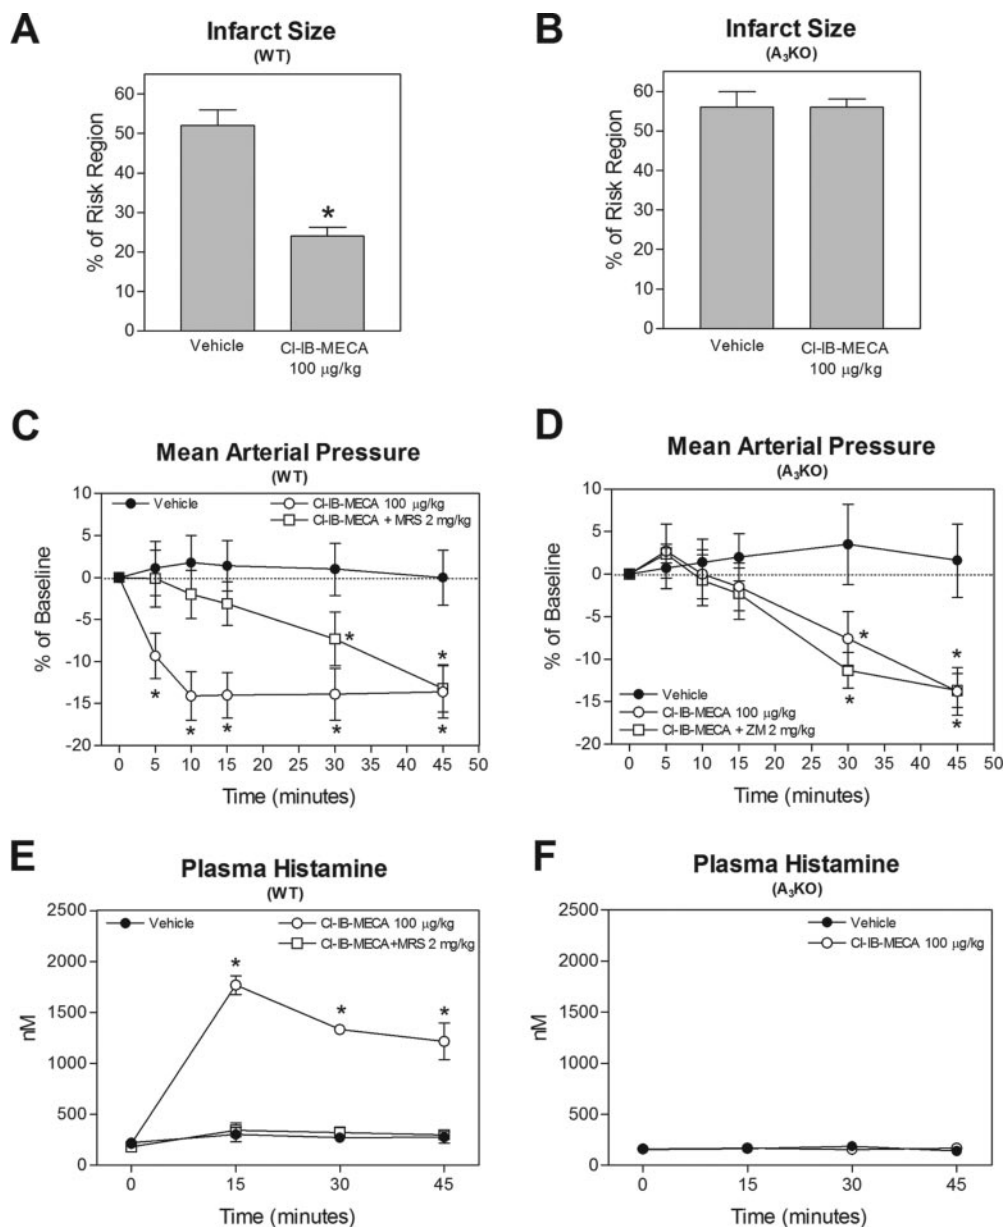 A
Infarct Size
(WT)
% of Risk Region
60
50
40
30
20
10
0
*
Vehicle
Cl-IB-MECA
100 µg/kg
B
Infarct Size
(A₃KO)
% of Risk Region
60
50
40
30
20
10
0
Vehicle
Cl-IB-MECA
100 µg/kg
C
Mean Arterial Pressure
(WT)
% of Baseline
10
5
0
-5
-10
-15
-20
Vehicle
Cl-IB-MECA 100 µg/kg
Cl-IB-MECA + MRS 2 mg/kg
*
*
*
*
*
*
*
0 5 10 15 20 25 30 35 40 45 50
Time (minutes)
D
Mean Arterial Pressure
(A₃KO)
% of Baseline
10
5
0
-5
-10
-15
-20
*
*
*
*
Vehicle
Cl-IB-MECA 100 µg/kg
Cl-IB-MECA + ZM 2 mg/kg
0 5 10 15 20 25 30 35 40 45 50
Time (minutes)
E
Plasma Histamine
(WT)
nM
2500
2000
1500
1000
500
0
Vehicle
Cl-IB-MECA 100 µg/kg
Cl-IB-MECA+MRS 2 mg/kg
*
*
*
0 15 30 45
Time (minutes)
F
Plasma Histamine
(A₃KO)
nM
2500
2000
1500
1000
500
0
Vehicle
Cl-IB-MECA 100 µg/kg
0 15 30 45
Time (minutes)